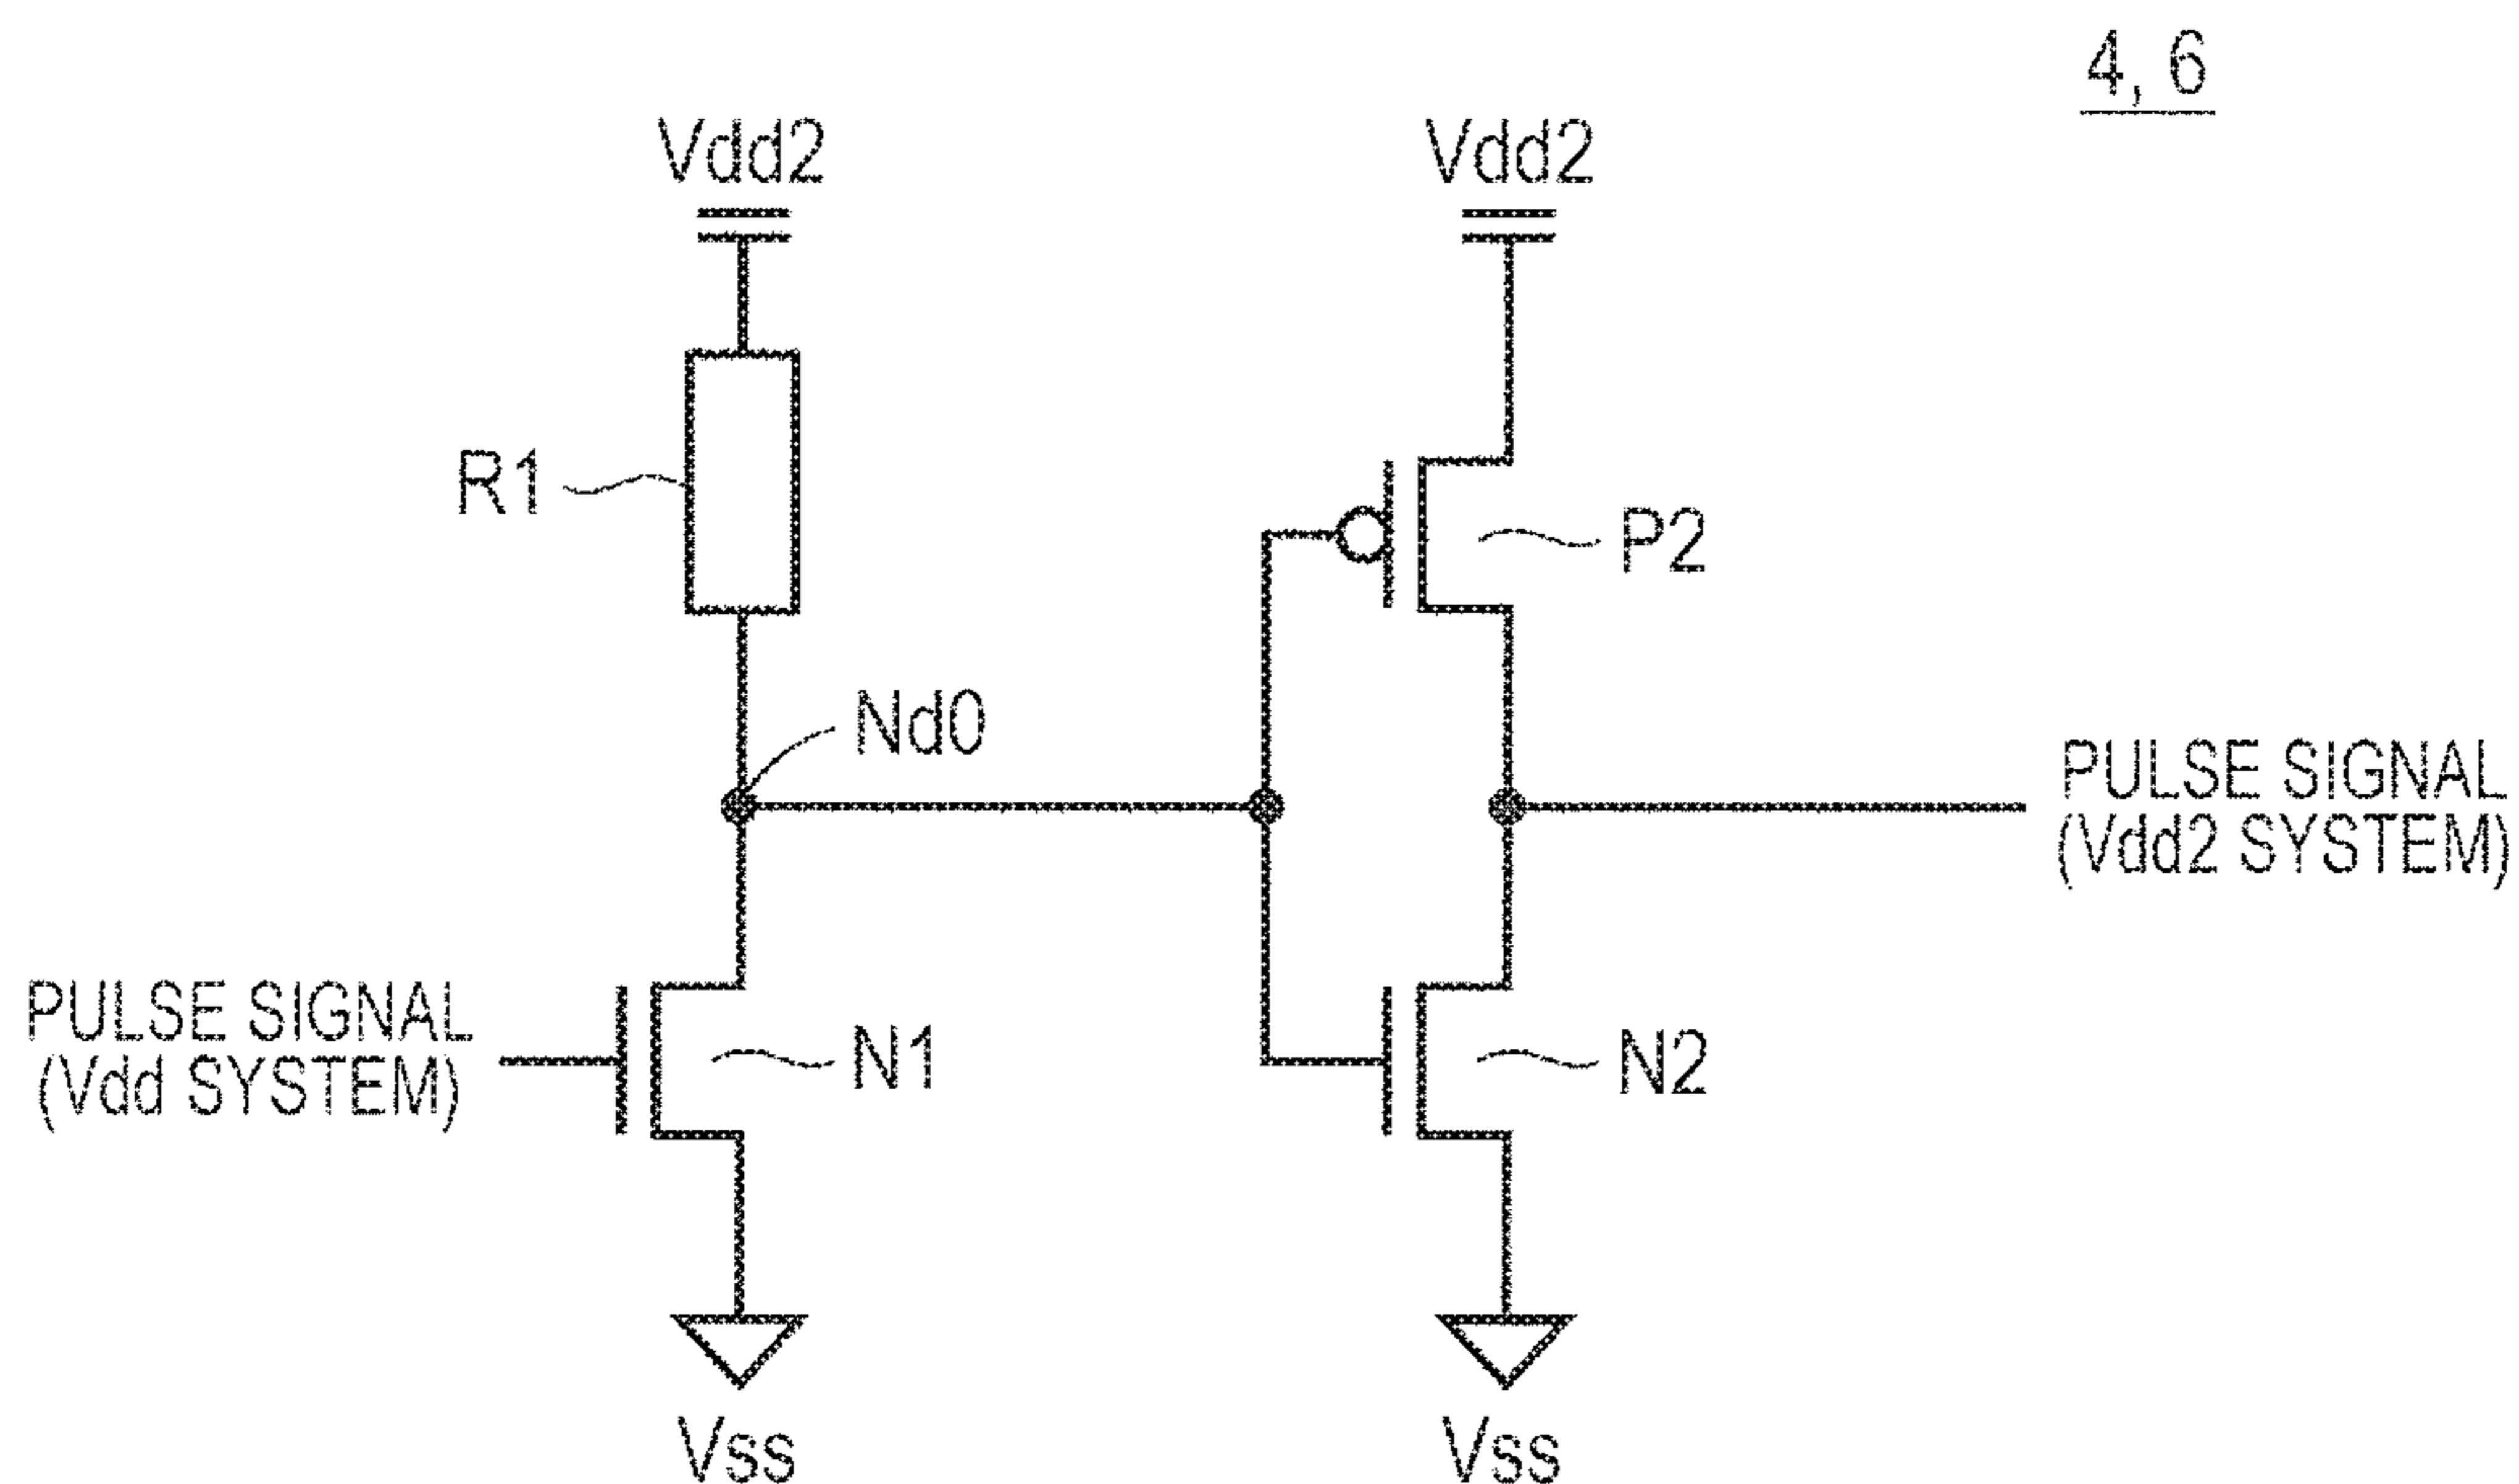 4, 6
Vdd2
Vdd2
R1
P2
Nd0
PULSE SIGNAL
(Vdd2 SYSTEM)
PULSE SIGNAL
(Vdd SYSTEM)
N1
N2
Vss
Vss